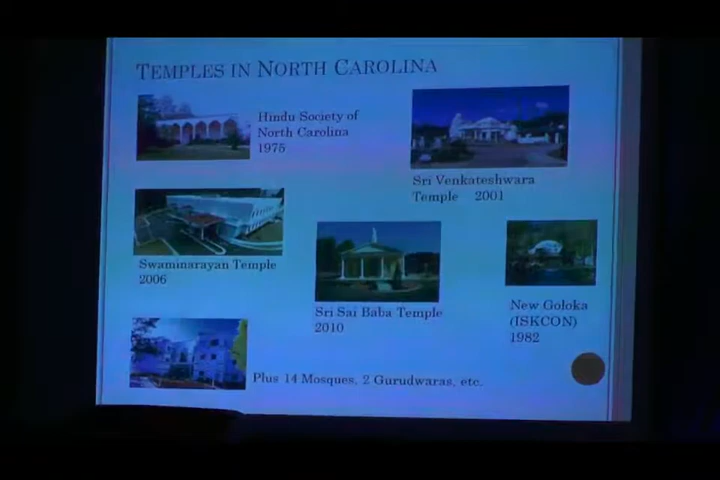 TEMPLES IN NORTH CAROLINA
Hindu Society of
North Carolina
1975
Sri Venkateshwara
Temple 2001
Swaminarayan Temple
2006
Sri Sai Baba Temple
2010
New Goloka
(ISKCON)
1982
Plus 14 Mosques, 2 Gurudwaras, etc.